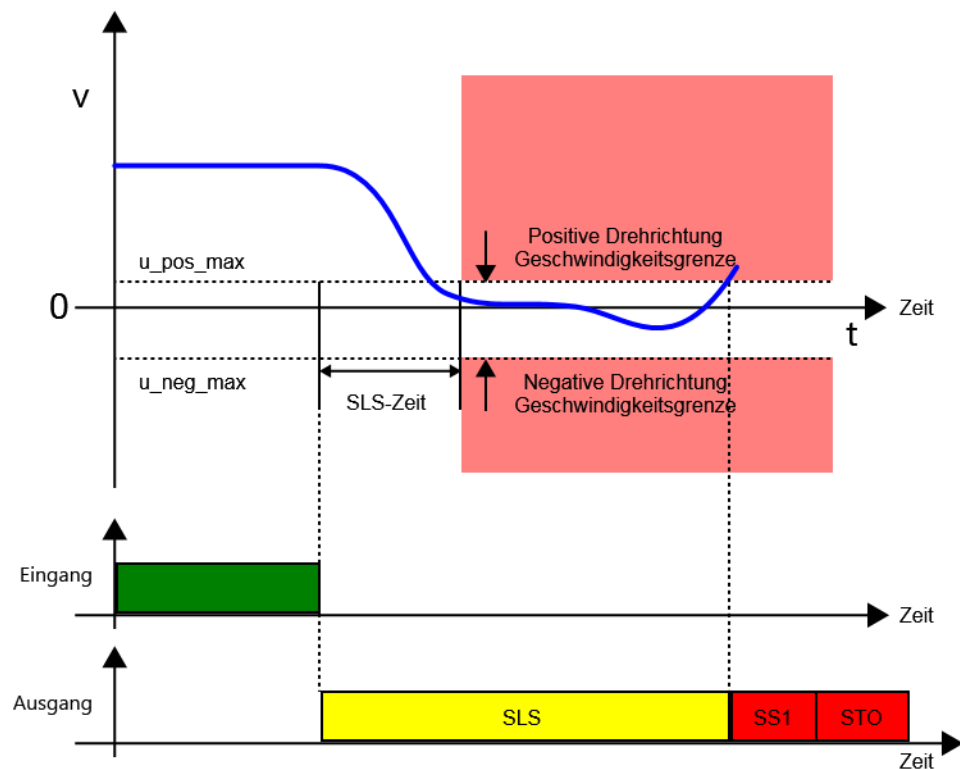 v
u_pos_max
Positive Drehrichtung
Geschwindigkeitsgrenze
0
Zeit
t
u_neg_max
Negative Drehrichtung
Geschwindigkeitsgrenze
SLS-Zeit
Eingang
Zeit
Ausgang
SLS
SS1
STO
Zeit